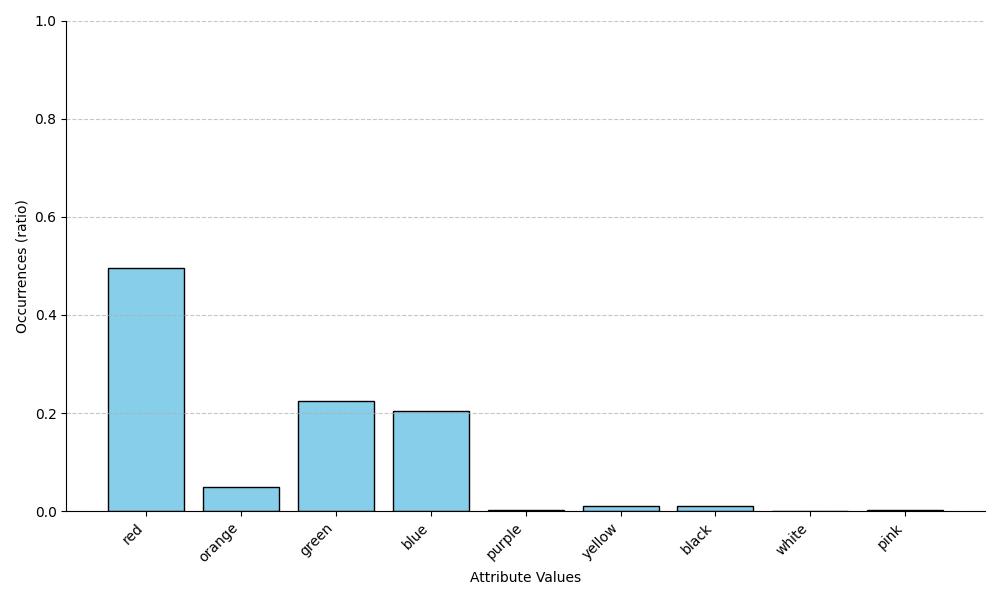 1.0
0.8
0.6
0.4
0.2
0.0
Occurrences (ratio)
red
orange
green
blue
purple
yellow
black
white
pink
Attribute Values